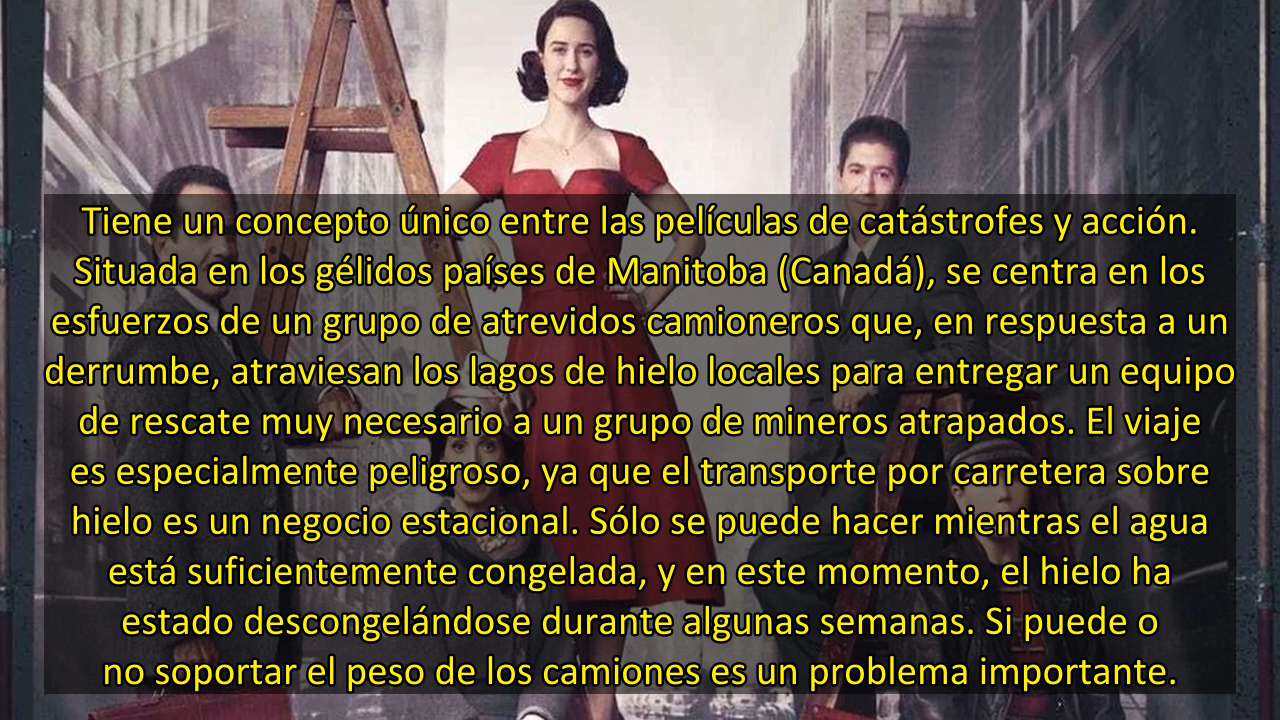 Tiene un concepto único entre las películas de catástrofes y acción.
Situada en los gélidos países de Manitoba (Canadá), se centra en los
esfuerzos de un grupo de atrevidos camioneros que, en respuesta a un
derrumbe, atraviesan los lagos de hielo locales para entregar un equipo
de rescate muy necesario a un grupo de mineros atrapados. El viaje
es especialmente peligroso, ya que el transporte por carretera sobre
hielo es un negocio estacional. Sólo se puede hacer mientras el agua
está suficientemente congelada, y en este momento, el hielo ha
estado descongelándose durante algunas semanas. Si puede o
no soportar el peso de los camiones es un problema importante.